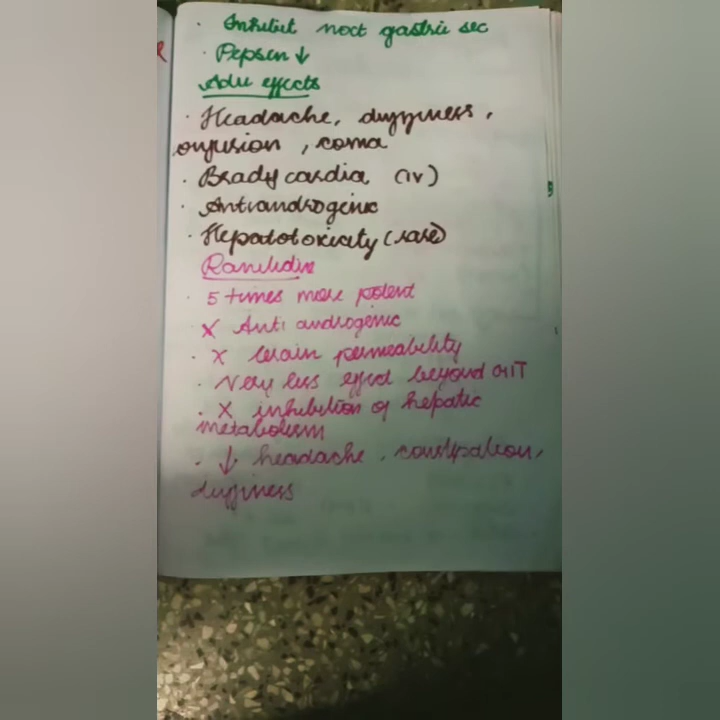 · Inhibit noct gastric sec
· Pepsin ↓
Adv effects
· Headache, dizziness,
confusion, coma
· Bradycardia (IV)
· Antiandrogenic
· Hepatotoxicity (rare)
Ranitidine
· 5 times more potent
X Anti androgenic
· X brain permeability
· Very less effect beyond GIT
· X inhibition of hepatic
metabolism
· ↓ headache, constipation,
dizziness